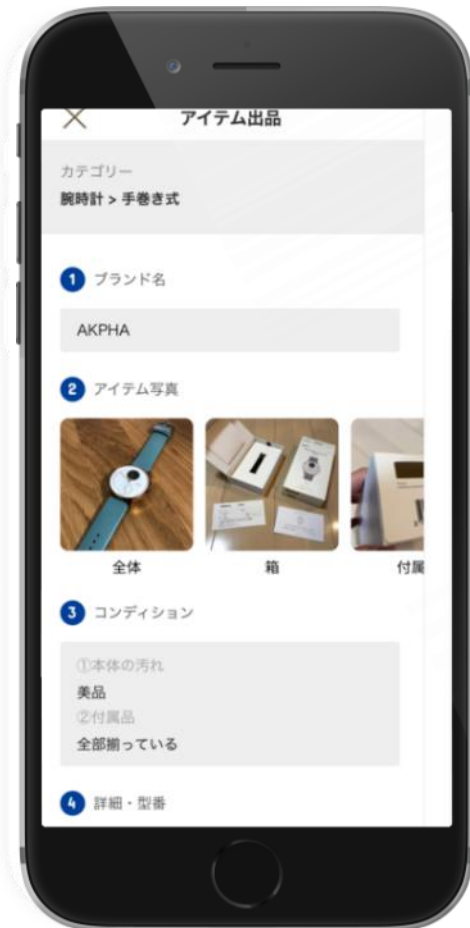 アイテム出品
カテゴリー
腕時計 > 手巻き式
1 ブランド名
AKPHA
2 アイテム写真
全体
箱
付属
3 コンディション
①本体の汚れ
美品
②付属品
全部揃っている
4 詳細・型番